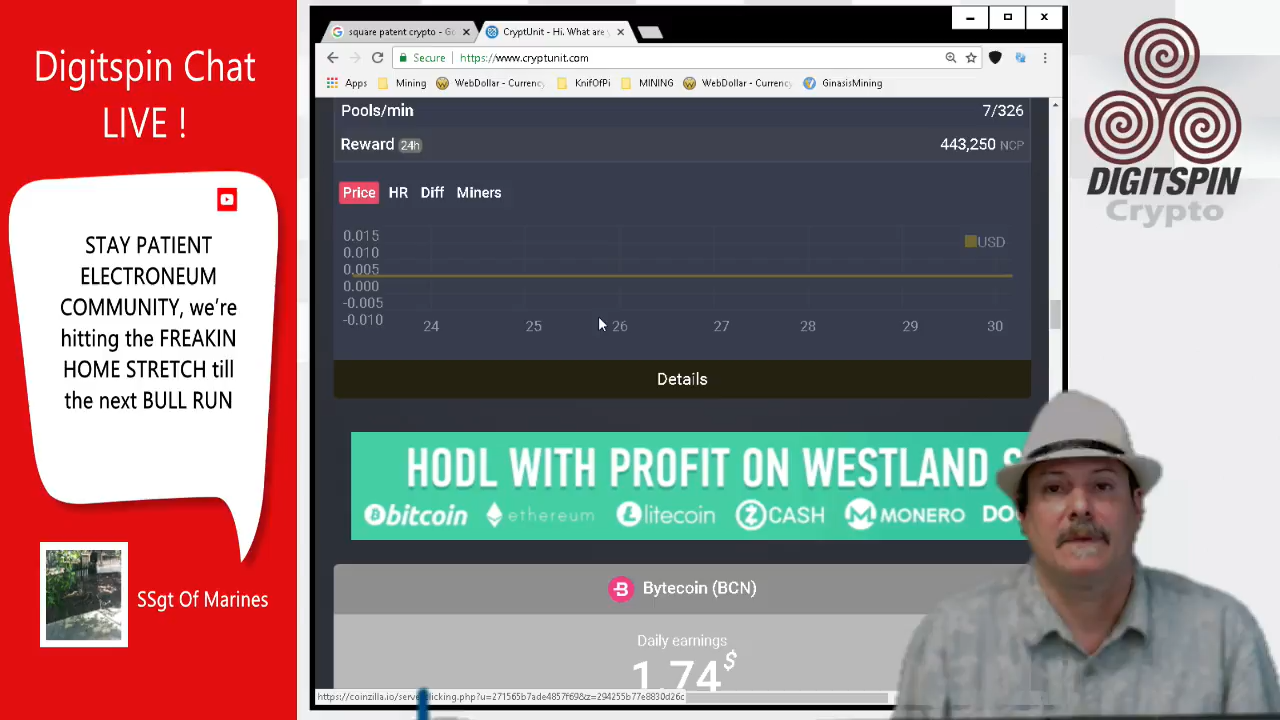 Digitspin Chat
LIVE !
STAY PATIENT
ELECTRONEUM
COMMUNITY, we're
hitting the FREAKIN
HOME STRETCH till
the next BULL RUN
SSgt Of Marines
square patent crypto - Go
CryptUnit - Hi. What are
Secure
https://www.cryptunit.com
Apps
Mining
WebDollar - Currency
KnifOfPi
MINING
WebDollar - Currency
GinasisMining
Pools/min
7/326
Reward 24h
443,250 NCP
Price HR Diff Miners
0.015
0.010
0.005
0.000
-0.005
-0.010
USD
24 25 26 27 28 29 30
Details
HODL WITH PROFIT ON WESTLAND S
bitcoin ethereum litecoin ZCASH MONERO DO
Bytecoin (BCN)
Daily earnings
1.74$
DIGITSPIN
Crypto